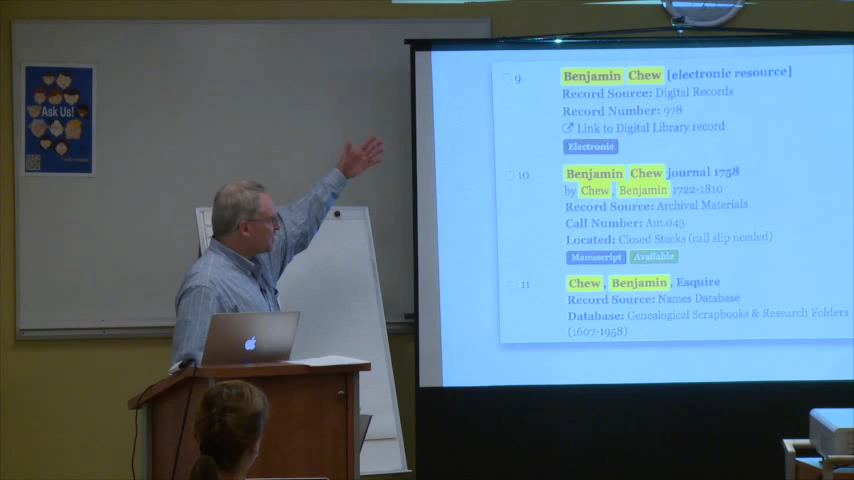 Ask Us!
9
Benjamin Chew [electronic resource]
Record Source: Digital Records
Record Number: 978
Link to Digital Library record
Electronic
10
Benjamin Chew journal 1758
by Chew, Benjamin 1722-1810
Record Source: Archival Materials
Call Number: Am.043
Located: Closed Stacks (call slip needed)
Manuscript Available
11
Chew, Benjamin, Esquire
Record Source: Names Database
Database: Genealogical Scrapbooks & Research Folders
(1607-1958)